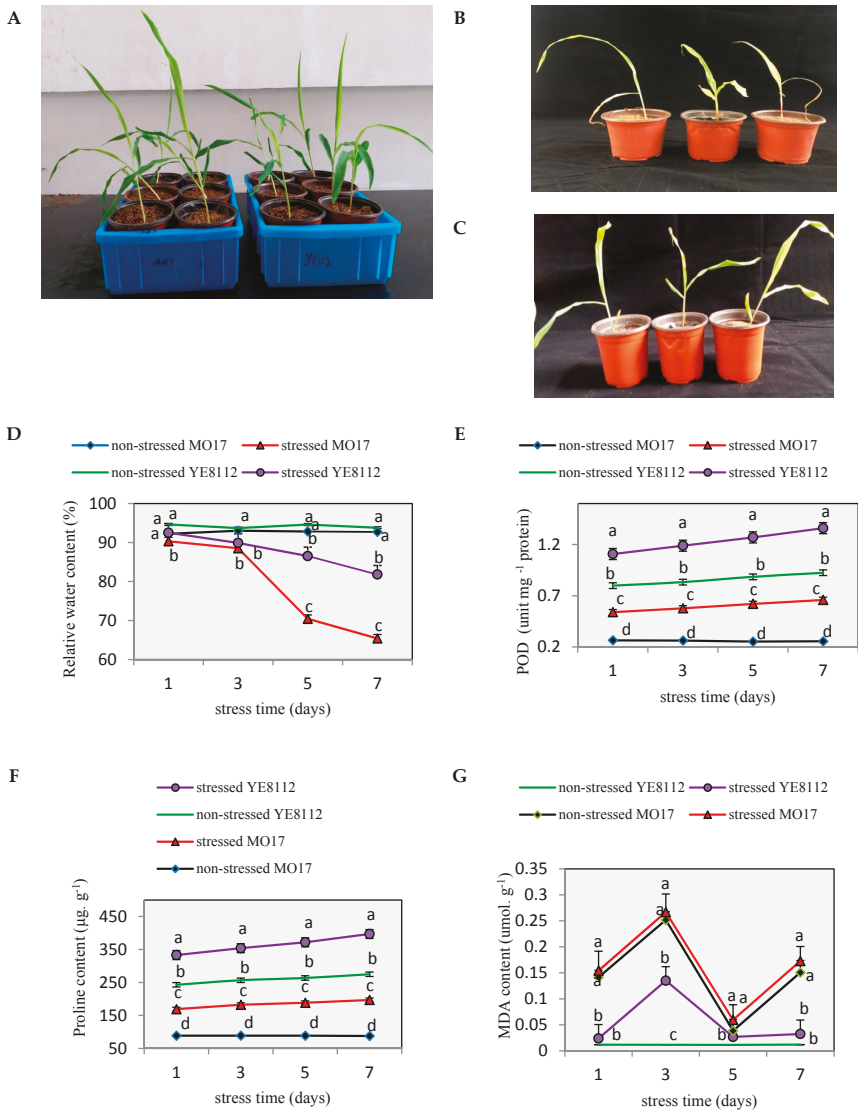 A
B
C
MO17
YE8112
D
non-stressed MO17 stressed MO17
non-stressed YE8112 stressed YE8112
Relative water content (%)
100
90
80
70
60
a a a a
a a a a
b b b b
b b c c
1 3 5 7
stress time (days)
E
non-stressed MO17 stressed MO17
non-stressed YE8112 stressed YE8112
POD (unit mg -1 protein)
1.2
0.7
0.2
a a a a
b b b b
c c c c
d d d d
1 3 5 7
stress time (days)
F
stressed YE8112
non-stressed YE8112
stressed MO17
non-stressed MO17
Proline content (µg. g-1)
450
350
250
150
50
a a a a
b b b b
c c c c
d d d d
1 3 5 7
stress time (days)
G
non-stressed YE8112 stressed YE8112
non-stressed MO17 stressed MO17
MDA content (umol. g-1)
0.35
0.3
0.25
0.2
0.15
0.1
0.05
0
a a a a
a a a a
b b b b
b c b
1 3 5 7
stress time (days)